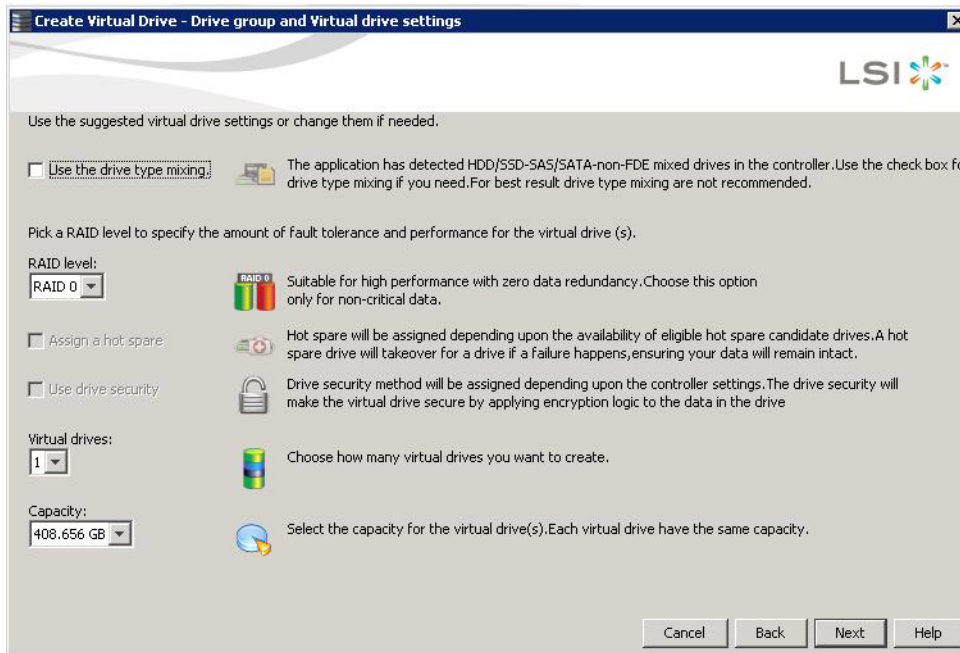 Create Virtual Drive - Drive group and Virtual drive settings
LSI
Use the suggested virtual drive settings or change them if needed.
Use the drive type mixing.
The application has detected HDD/SSD-SAS/SATA-non-FDE mixed drives in the controller.Use the check box fo
drive type mixing if you need.For best result drive type mixing are not recommended.
Pick a RAID level to specify the amount of fault tolerance and performance for the virtual drive (s).
RAID level:
RAID 0
RAID 0
Suitable for high performance with zero data redundancy.Choose this option
only for non-critical data.
Assign a hot spare
Hot spare will be assigned depending upon the availability of eligible hot spare candidate drives.A hot
spare drive will takeover for a drive if a failure happens,ensuring your data will remain intact.
Use drive security
Drive security method will be assigned depending upon the controller settings.The drive security will
make the virtual drive secure by applying encryption logic to the data in the drive
Virtual drives:
1
Choose how many virtual drives you want to create.
Capacity:
408.656 GB
Select the capacity for the virtual drive(s).Each virtual drive have the same capacity.
Cancel
Back
Next
Help